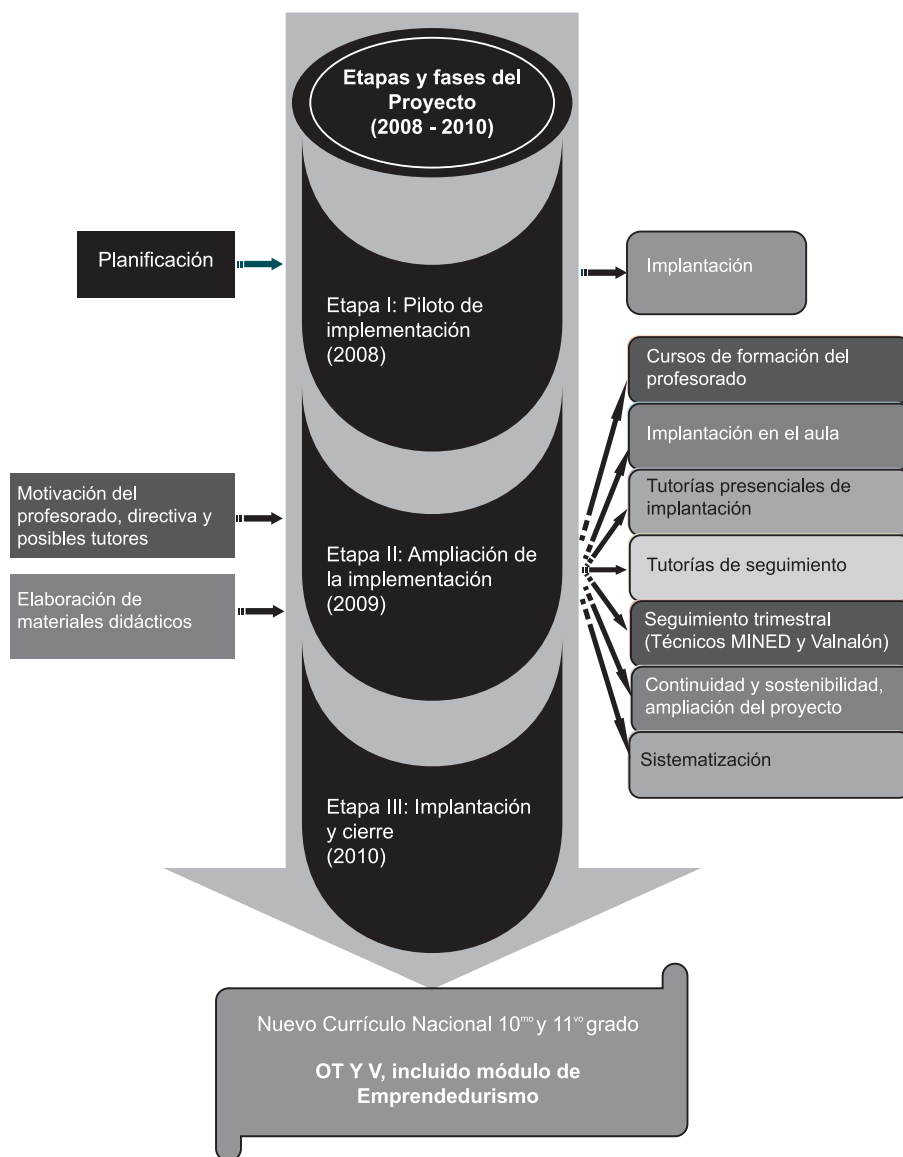 Etapas y fases del
Proyecto
(2008 - 2010)
Planificación
Etapa I: Piloto de
implementación
(2008)
Implantación
Motivación del
profesorado, directiva y
posibles tutores
Elaboración de
materiales didácticos
Etapa II: Ampliación de
la implementación
(2009)
Cursos de formación del
profesorado
Implantación en el aula
Tutorías presenciales de
implantación
Tutorías de seguimiento
Seguimiento trimestral
(Técnicos MINED y Valnalón)
Continuidad y sostenibilidad,
ampliación del proyecto
Sistematización
Etapa III: Implantación
y cierre
(2010)
Nuevo Currículo Nacional 10mo y 11vo grado
OT Y V, incluido módulo de
Emprendedurismo